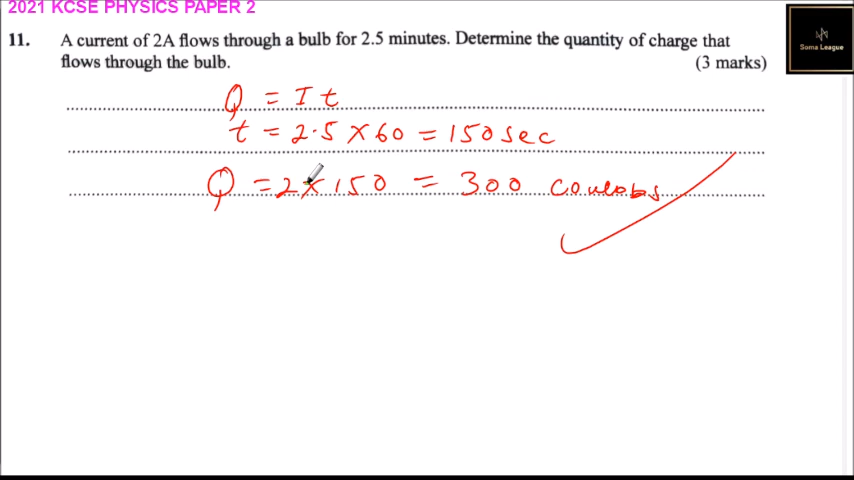 2021 KCSE PHYSICS PAPER 2
11. A current of 2A flows through a bulb for 2.5 minutes. Determine the quantity of charge that
flows through the bulb. (3 marks)
Soma League
Q = I t
t = 2.5 × 60 = 150 sec
Q = 2 × 150 = 300 coulobs